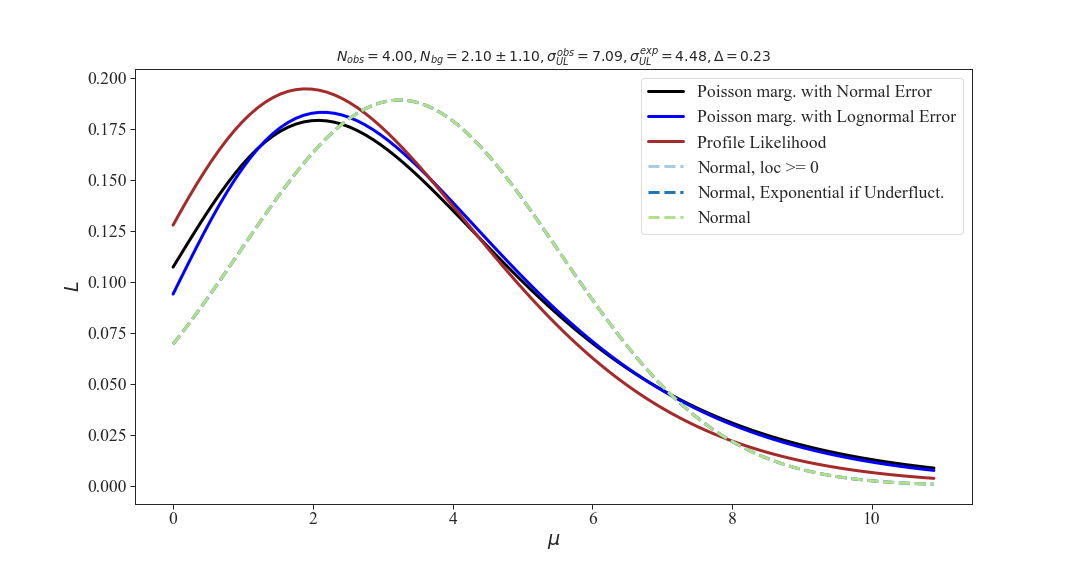 N_obs = 4.00, N_bg = 2.10 ± 1.10, σ_UL^obs = 7.09, σ_UL^exp = 4.48, Δ = 0.23
Poisson marg. with Normal Error
Poisson marg. with Lognormal Error
Profile Likelihood
Normal, loc >= 0
Normal, Exponential if Underfluct.
Normal
L
0.200
0.175
0.150
0.125
0.100
0.075
0.050
0.025
0.000
0 2 4 6 8 10
μ